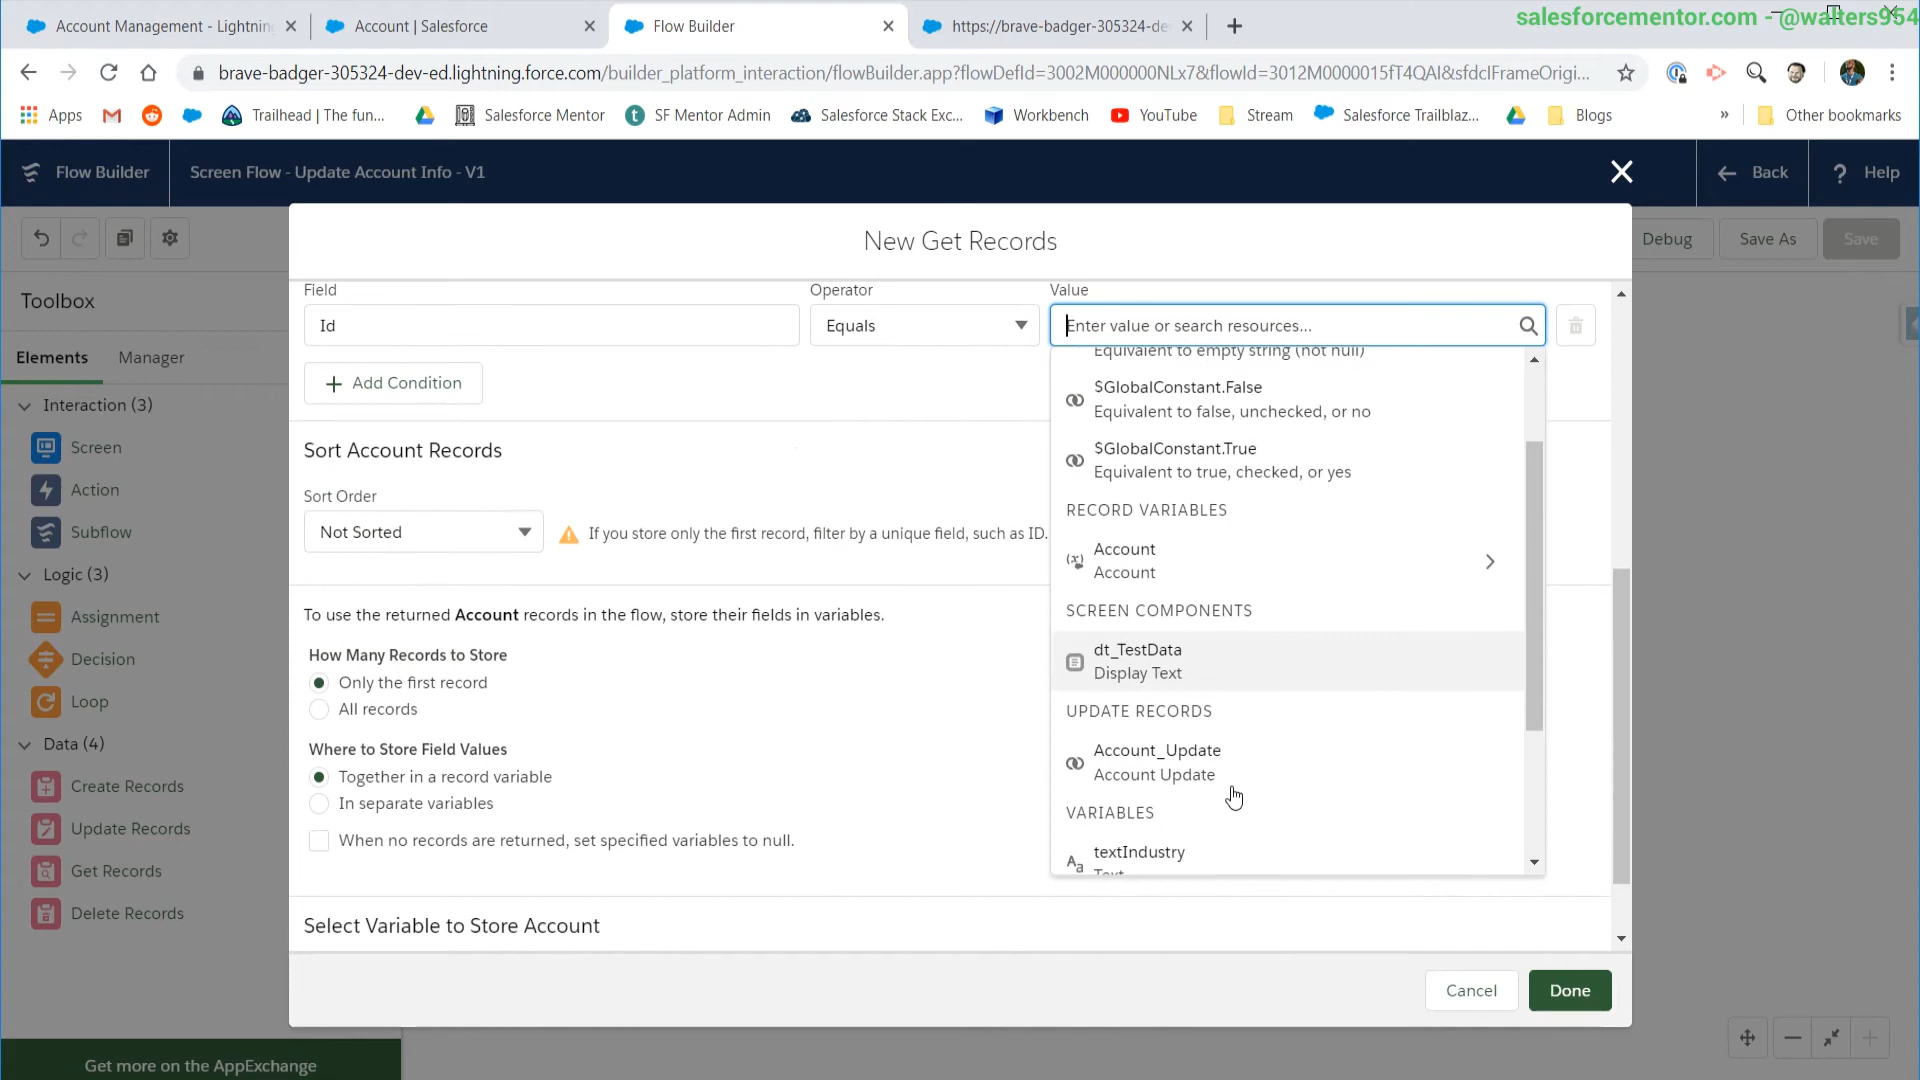 salesforcementor.com - @walters954
Account Management - Lightnin
Account | Salesforce
Flow Builder
https://brave-badger-305324-de
brave-badger-305324-dev-ed.lightning.force.com/builder_platform_interaction/flowBuilder.app?flowDefId=3002M000000NLx7&flowId=3012M0000015fT4QAI&sfdcIFrameOrigi...
Apps
Trailhead | The fun...
Salesforce Mentor
SF Mentor Admin
Salesforce Stack Exc...
Workbench
YouTube
Stream
Salesforce Trailblaz...
Blogs
»
Other bookmarks
Flow Builder
Screen Flow - Update Account Info - V1
Back
? Help
Debug
Save As
Save
Toolbox
Elements
Manager
Interaction (3)
Screen
Action
Subflow
Logic (3)
Assignment
Decision
Loop
Data (4)
Create Records
Update Records
Get Records
Delete Records
Get more on the AppExchange
New Get Records
Field
Operator
Value
Id
Equals
Enter value or search resources...
+ Add Condition
Equivalent to empty string (not null)
$GlobalConstant.False
Equivalent to false, unchecked, or no
$GlobalConstant.True
Equivalent to true, checked, or yes
RECORD VARIABLES
Account
Account
SCREEN COMPONENTS
dt_TestData
Display Text
UPDATE RECORDS
Account_Update
Account Update
VARIABLES
Aa
textIndustry
Text
Sort Account Records
Sort Order
Not Sorted
If you store only the first record, filter by a unique field, such as ID.
To use the returned Account records in the flow, store their fields in variables.
How Many Records to Store
Only the first record
All records
Where to Store Field Values
Together in a record variable
In separate variables
When no records are returned, set specified variables to null.
Select Variable to Store Account
Cancel
Done